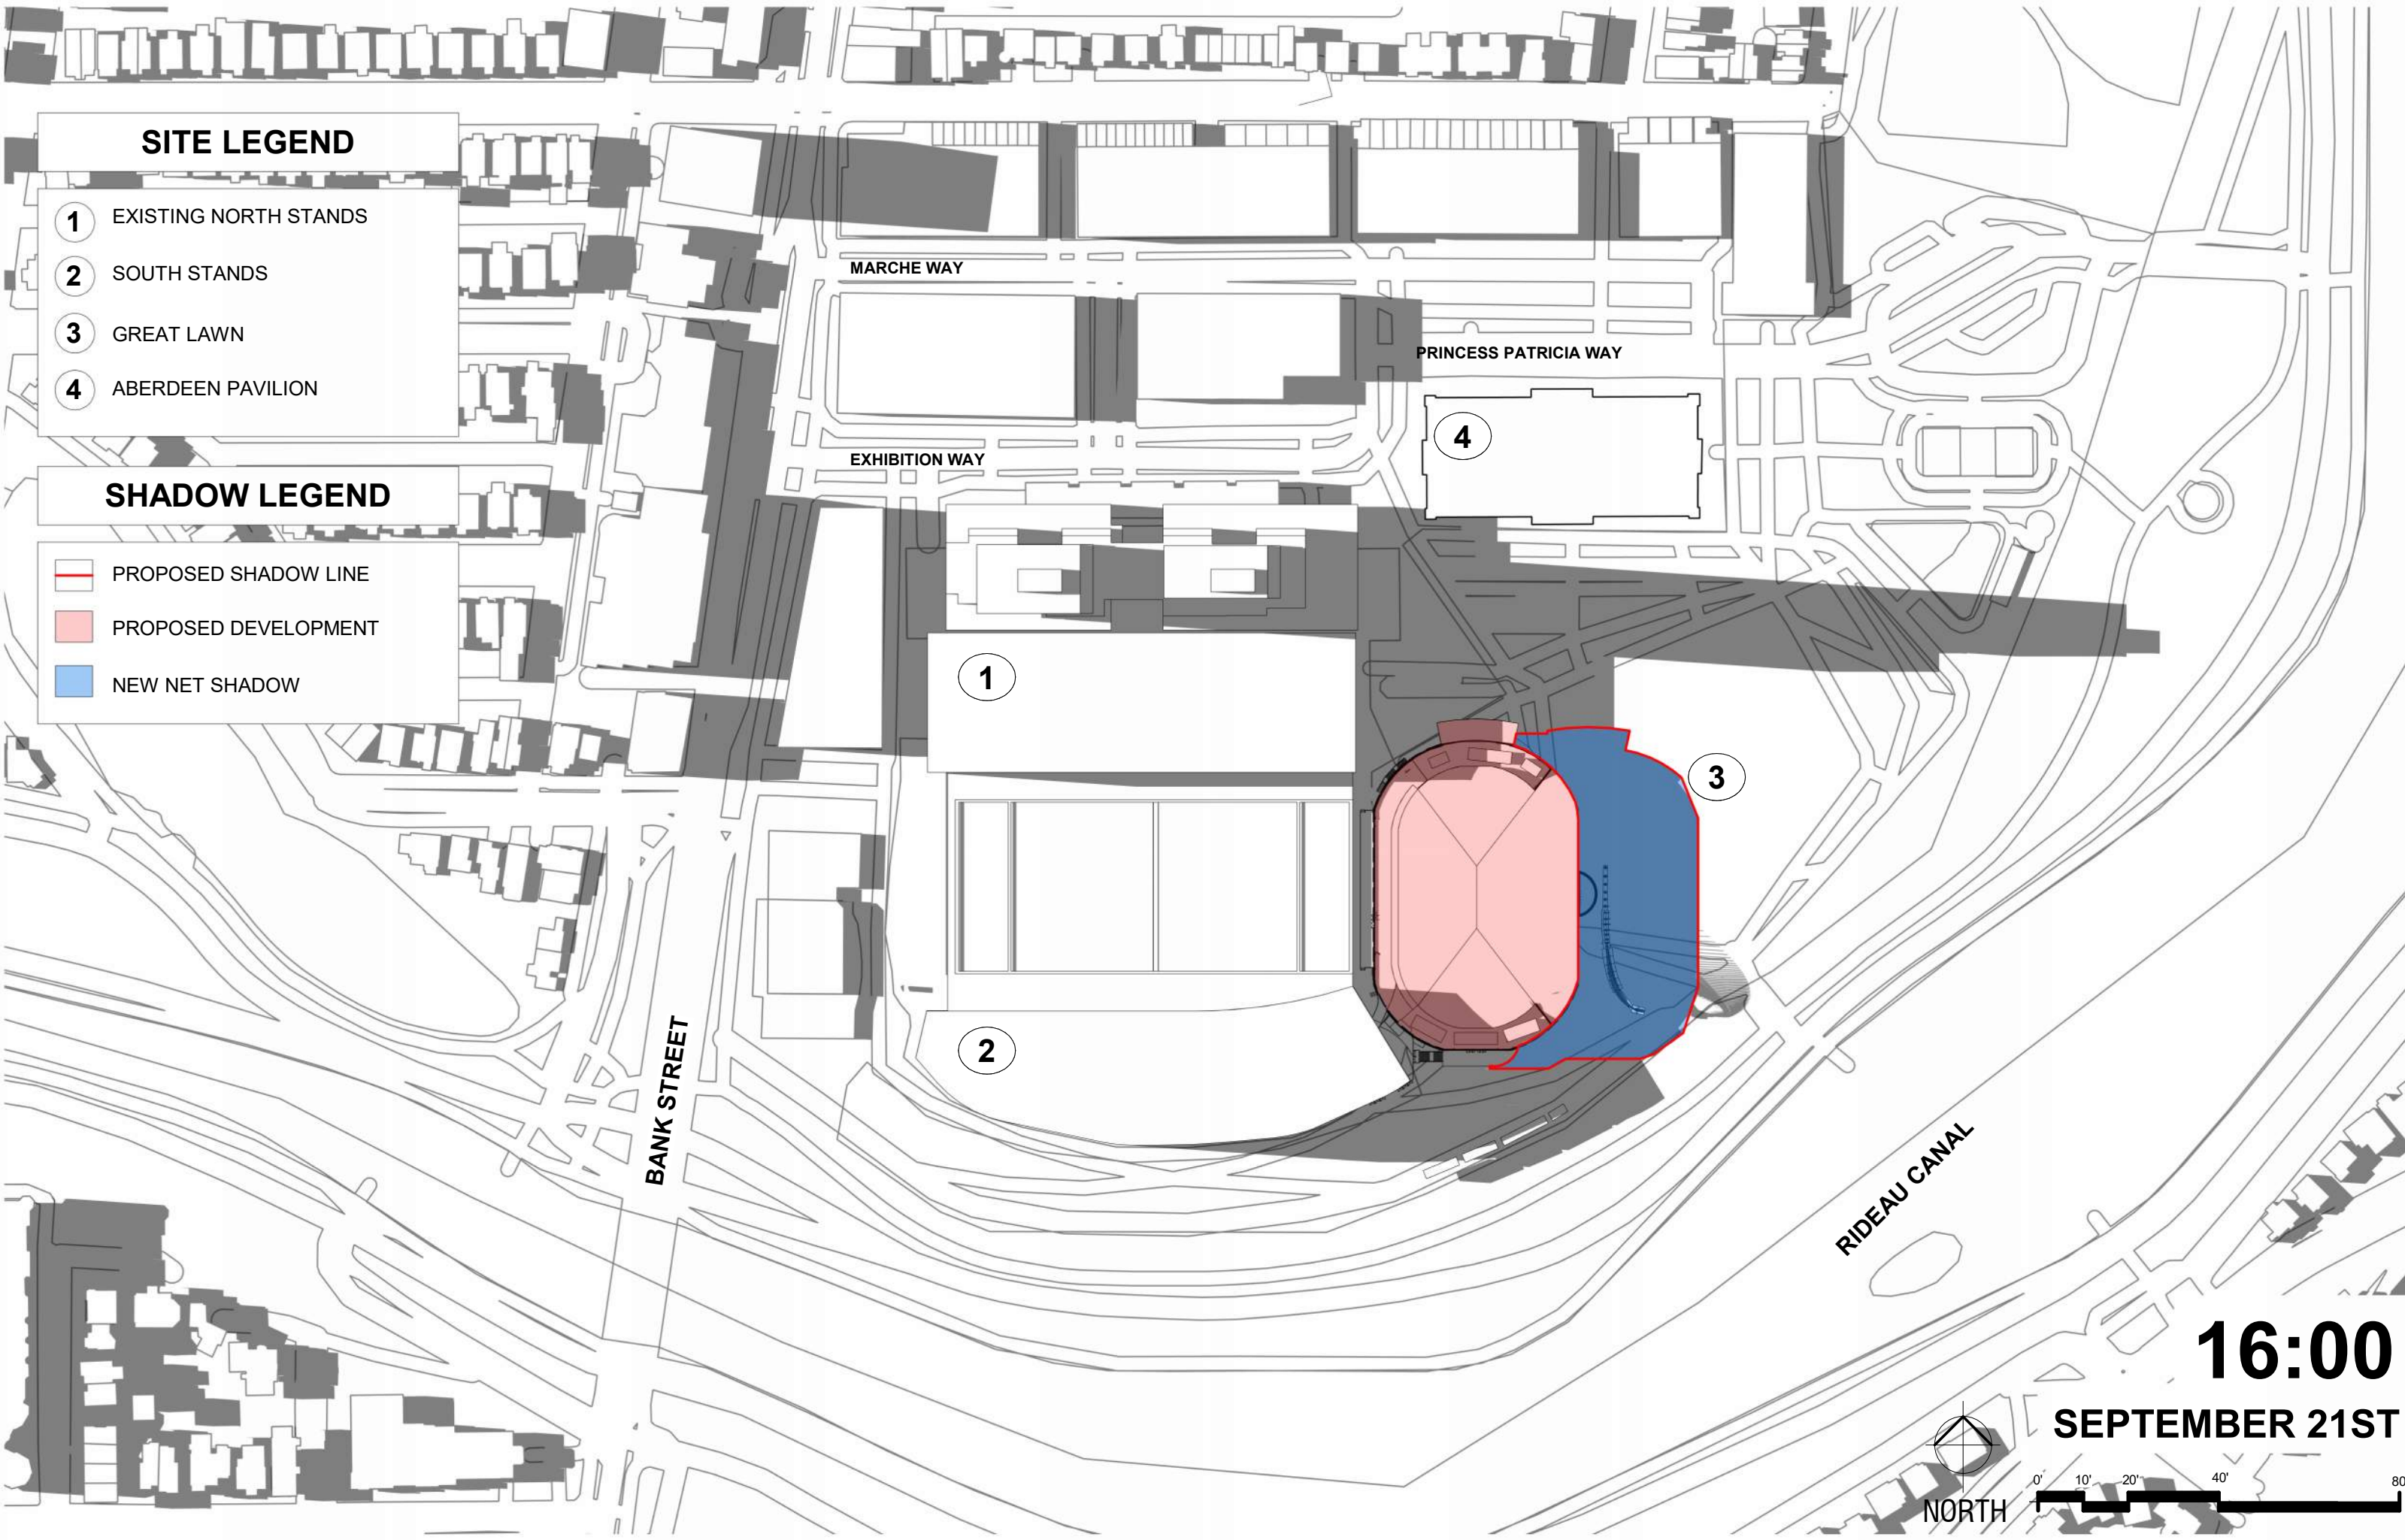 SITE LEGEND
1 EXISTING NORTH STANDS
2 SOUTH STANDS
3 GREAT LAWN
4 ABERDEEN PAVILION
SHADOW LEGEND
PROPOSED SHADOW LINE
PROPOSED DEVELOPMENT
NEW NET SHADOW
MARCHE WAY
PRINCESS PATRICIA WAY
4
EXHIBITION WAY
1
3
2
BANK STREET
RIDEAU CANAL
16:00
SEPTEMBER 21ST
NORTH
0' 10' 20' 40' 80